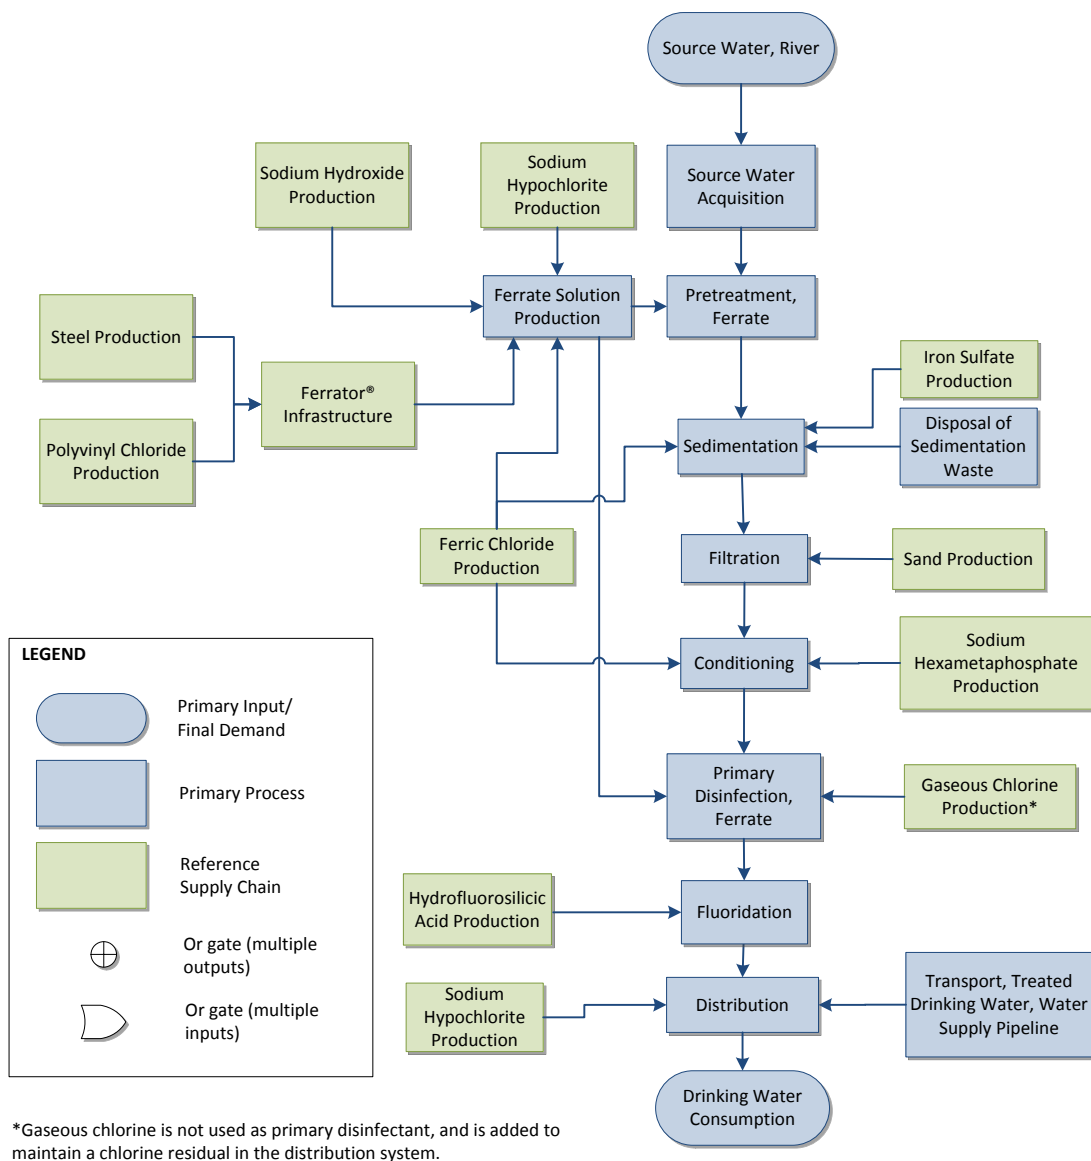 Source Water, River
Sodium Hydroxide
Production
Sodium
Hypochlorite
Production
Source Water
Acquisition
Ferrate Solution
Production
Pretreatment,
Ferrate
Steel Production
Ferrator®
Infrastructure
Iron Sulfate
Production
Polyvinyl Chloride
Production
Sedimentation
Disposal of
Sedimentation
Waste
Ferric Chloride
Production
Filtration
Sand Production
Conditioning
Sodium
Hexametaphosphate
Production
Primary
Disinfection,
Ferrate
Gaseous Chlorine
Production*
Hydrofluorosilicic
Acid Production
Fluoridation
Sodium
Hypochlorite
Production
Distribution
Transport, Treated
Drinking Water, Water
Supply Pipeline
Drinking Water
Consumption
LEGEND
Primary Input/
Final Demand
Primary Process
Reference
Supply Chain
Or gate (multiple
outputs)
Or gate (multiple
inputs)
*Gaseous chlorine is not used as primary disinfectant, and is added to
maintain a chlorine residual in the distribution system.